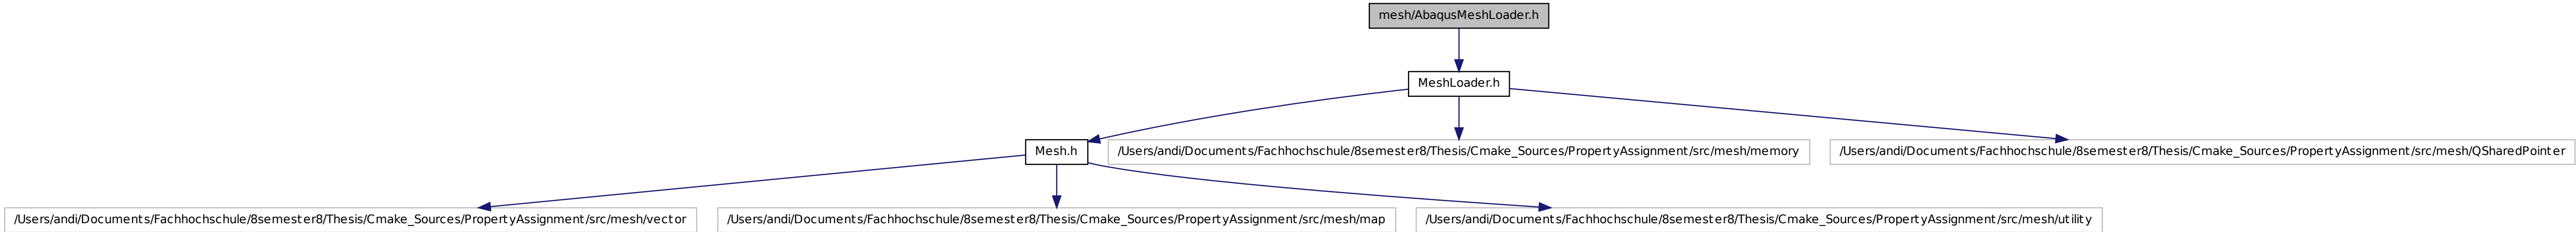 mesh/AbaqusMeshLoader.h
MeshLoader.h
Mesh.h
/Users/andi/Documents/Fachhochschule/8semester8/Thesis/Cmake_Sources/PropertyAssignment/src/mesh/memory
/Users/andi/Documents/Fachhochschule/8semester8/Thesis/Cmake_Sources/PropertyAssignment/src/mesh/QSharedPointer
/Users/andi/Documents/Fachhochschule/8semester8/Thesis/Cmake_Sources/PropertyAssignment/src/mesh/vector
/Users/andi/Documents/Fachhochschule/8semester8/Thesis/Cmake_Sources/PropertyAssignment/src/mesh/map
/Users/andi/Documents/Fachhochschule/8semester8/Thesis/Cmake_Sources/PropertyAssignment/src/mesh/utility